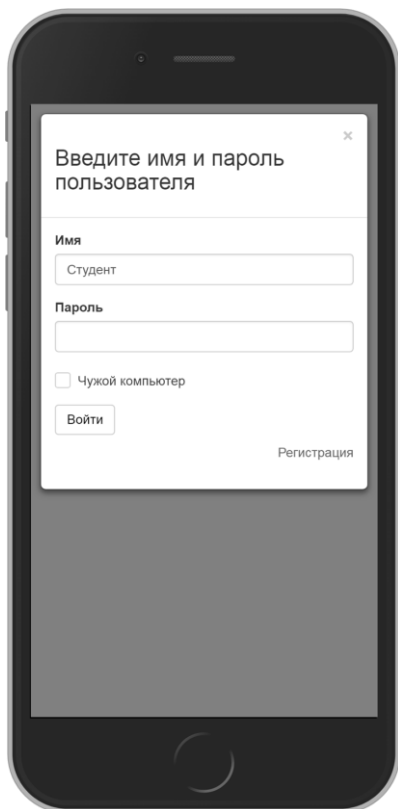 ×
Введите имя и пароль
пользователя
Имя
Студент
Пароль
Чужой компьютер
Войти
Регистрация